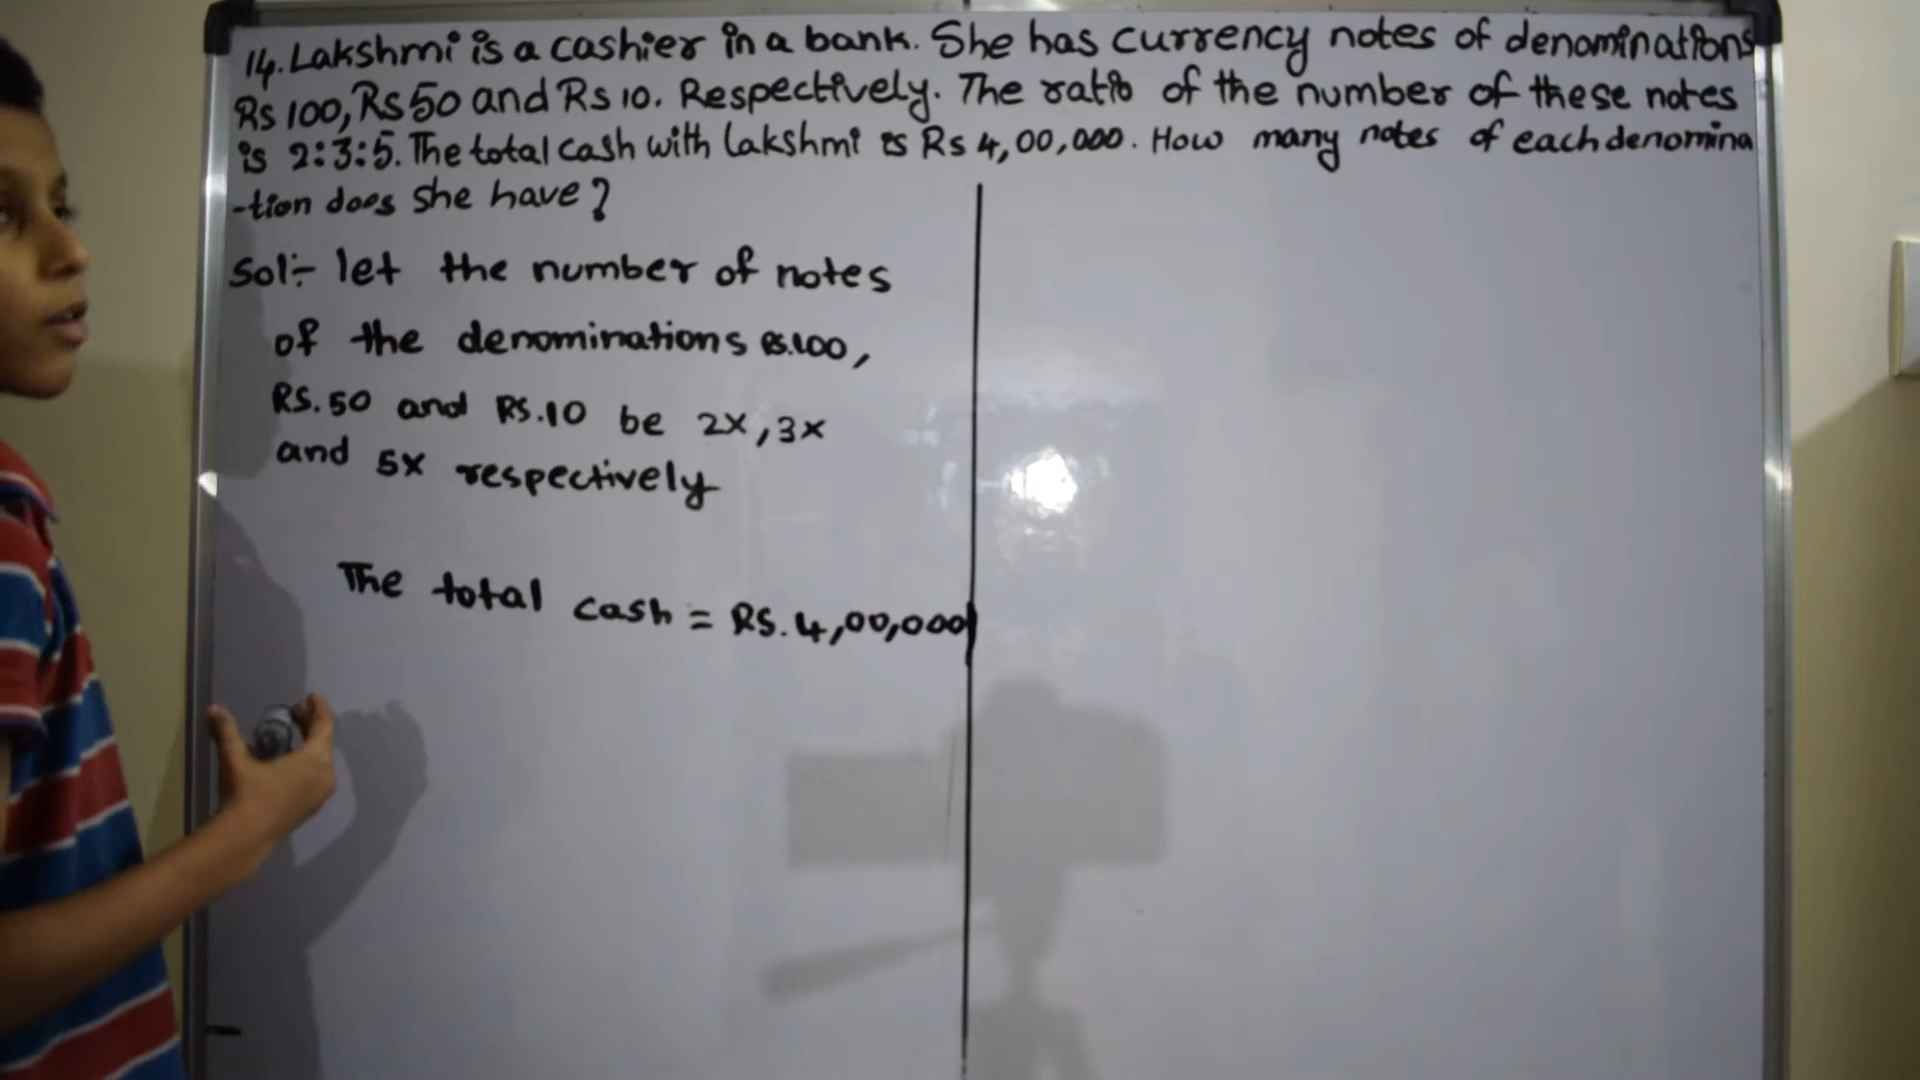 14. Lakshmi is a cashier in a bank. She has currency notes of denominations
Rs 100, Rs 50 and Rs 10. Respectively. The ratio of the number of these notes
is 2:3:5. The total cash with Lakshmi is Rs 4,00,000. How many notes of each denomina
-tion does she have?
Sol:- let the number of notes
of the denominations Rs.100,
RS.50 and RS.10 be 2x, 3x
and 5x respectively
The total cash = RS. 4,00,000